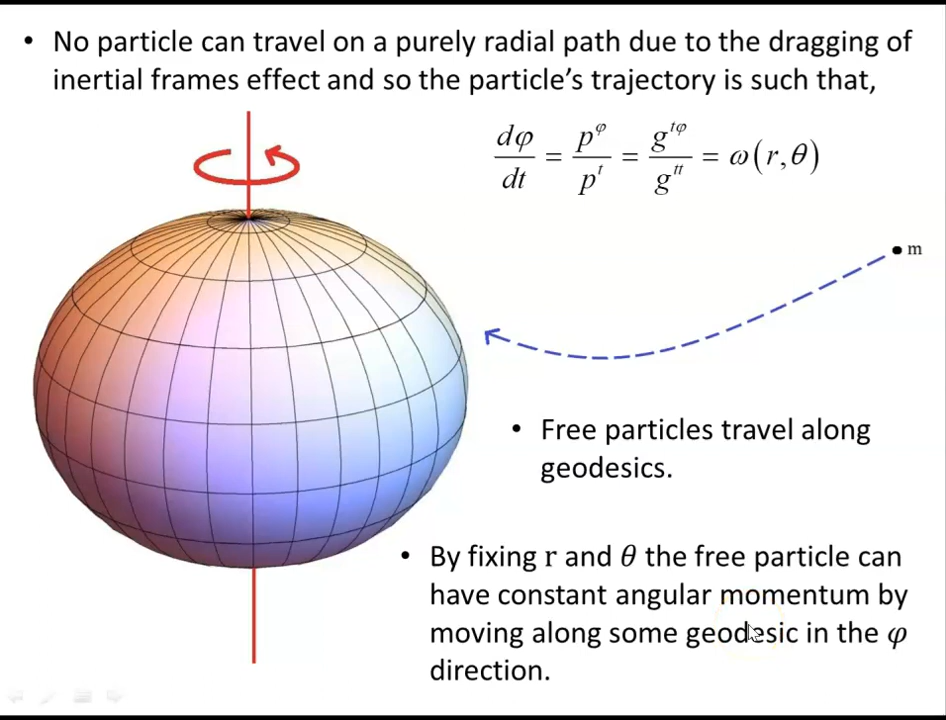 • No particle can travel on a purely radial path due to the dragging of
inertial frames effect and so the particle's trajectory is such that,
dφ/dt = p^φ/p^t = g^{tφ}/g^{tt} = ω(r,θ)
m
• Free particles travel along
geodesics.
• By fixing r and θ the free particle can
have constant angular momentum by
moving along some geodesic in the φ
direction.